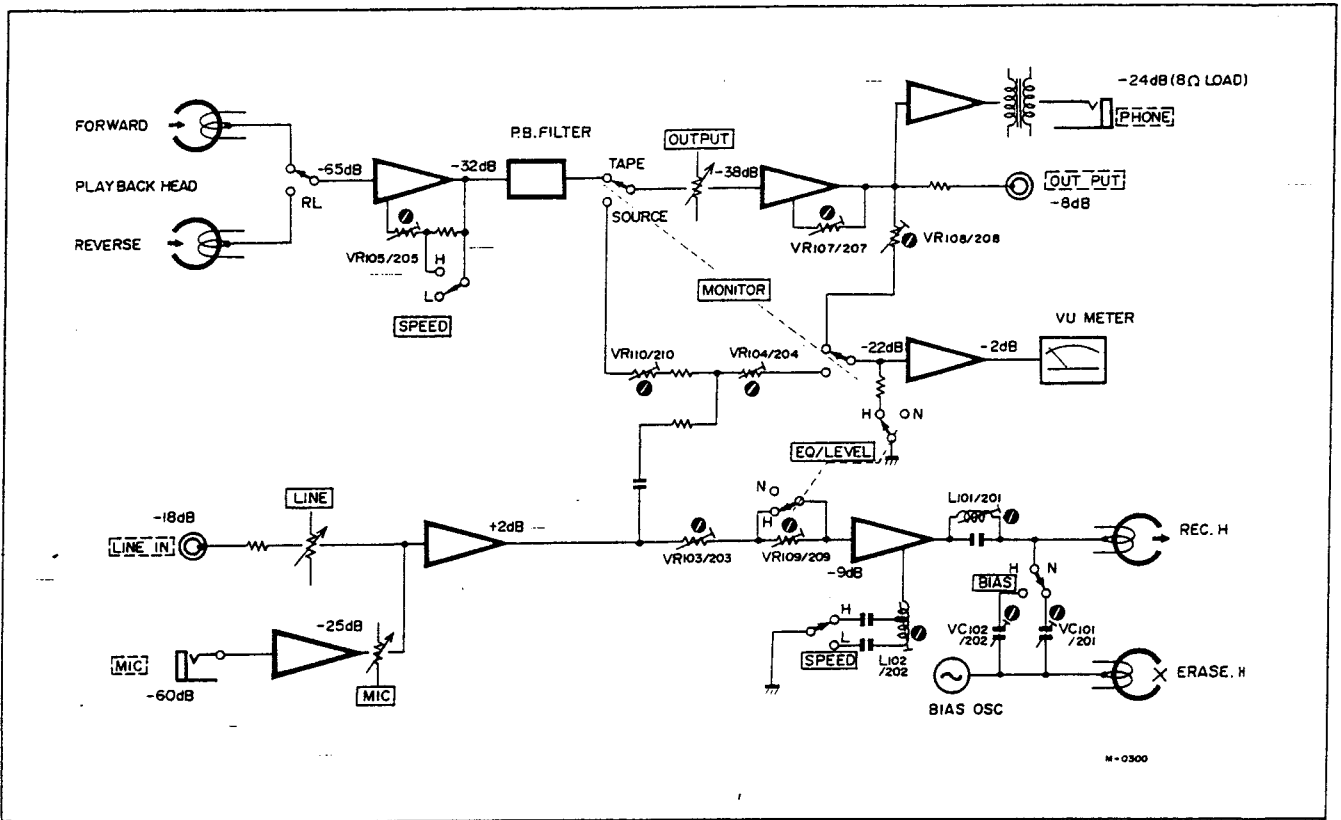 -24dB (8Ω LOAD)
PHONE
FORWARD
P.B. FILTER
OUTPUT
TAPE
-65dB
-32dB
-38dB
PLAYBACK HEAD
RL
OUT PUT
-8dB
SOURCE
REVERSE
VR105/205
H
L
SPEED
VR107/207
VR108/208
MONITOR
VU METER
VR110/210
VR104/204
-22dB
-2dB
H
N
EQ/LEVEL
LINE
-18dB
LINE IN
+2dB
N
H
VR103/203
VR109/209
-9dB
L101/201
REC. H
H
N
BIAS
VC102
/202
VC101
/201
H
L
SPEED
L102
/202
-25dB
MIC
-60dB
MIC
BIAS OSC
ERASE. H
M-0300